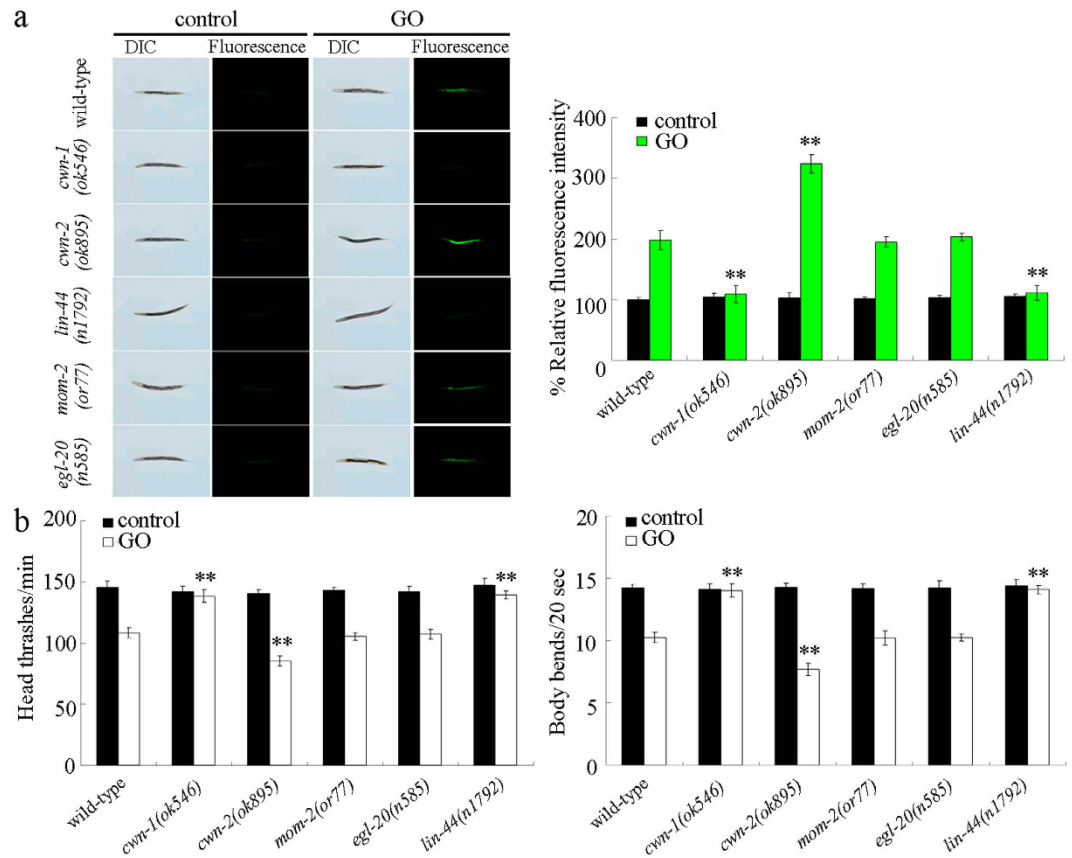 a
control GO
DIC Fluorescence DIC Fluorescence
wild-type
cwn-1
(ok546)
cwn-2
(ok895)
lin-44
(n1792)
mom-2
(or77)
egl-20
(n585)
% Relative fluorescence intensity
400
300
200
100
0
control
GO
**
**
**
wild-type
cwn-1(ok546)
cwn-2(ok895)
mom-2(or77)
egl-20(n585)
lin-44(n1792)
b
Head thrashes/min
200
150
100
50
0
control
GO
**
**
**
wild-type
cwn-1(ok546)
cwn-2(ok895)
mom-2(or77)
egl-20(n585)
lin-44(n1792)
Body bends/20 sec
20
15
10
5
0
control
GO
**
**
**
wild-type
cwn-1(ok546)
cwn-2(ok895)
mom-2(or77)
egl-20(n585)
lin-44(n1792)